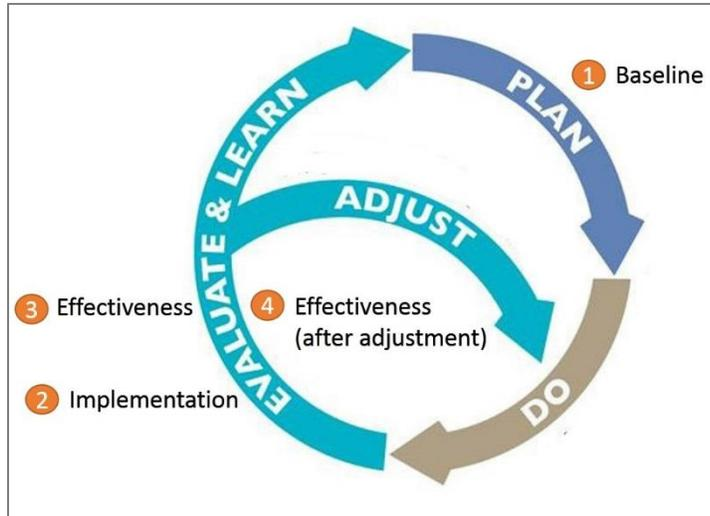 PLAN
1 Baseline
DO
EVALUATE & LEARN
ADJUST
2 Implementation
3 Effectiveness
4 Effectiveness
(after adjustment)